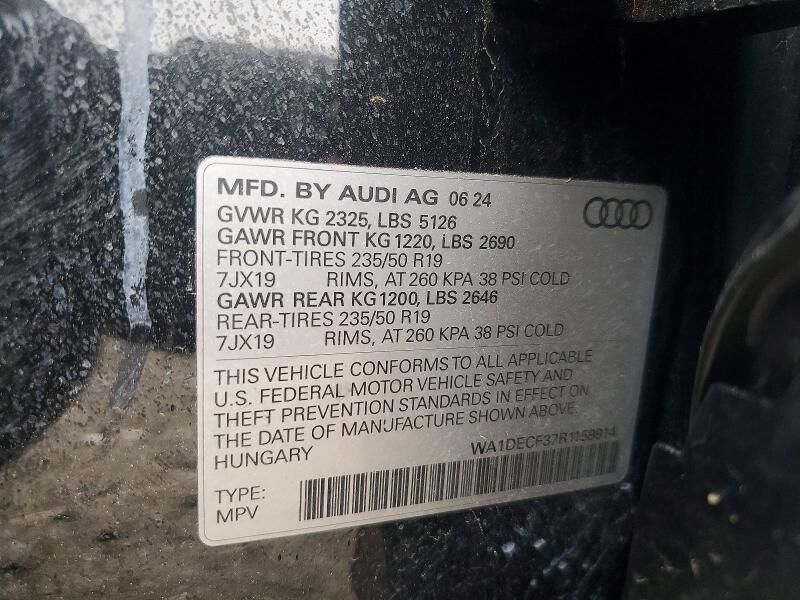 MFD. BY AUDI AG 06 24
GVWR KG 2325, LBS 5126
GAWR FRONT KG 1220, LBS 2690
FRONT-TIRES 235/50 R19
7JX19 RIMS, AT 260 KPA 38 PSI COLD
GAWR REAR KG 1200, LBS 2646
REAR-TIRES 235/50 R19
7JX19 RIMS, AT 260 KPA 38 PSI COLD
THIS VEHICLE CONFORMS TO ALL APPLICABLE
U.S. FEDERAL MOTOR VEHICLE SAFETY AND
THEFT PREVENTION STANDARDS IN EFFECT ON
THE DATE OF MANUFACTURE SHOWN ABOVE.
HUNGARY WA1DECF37R1159914
TYPE:
MPV